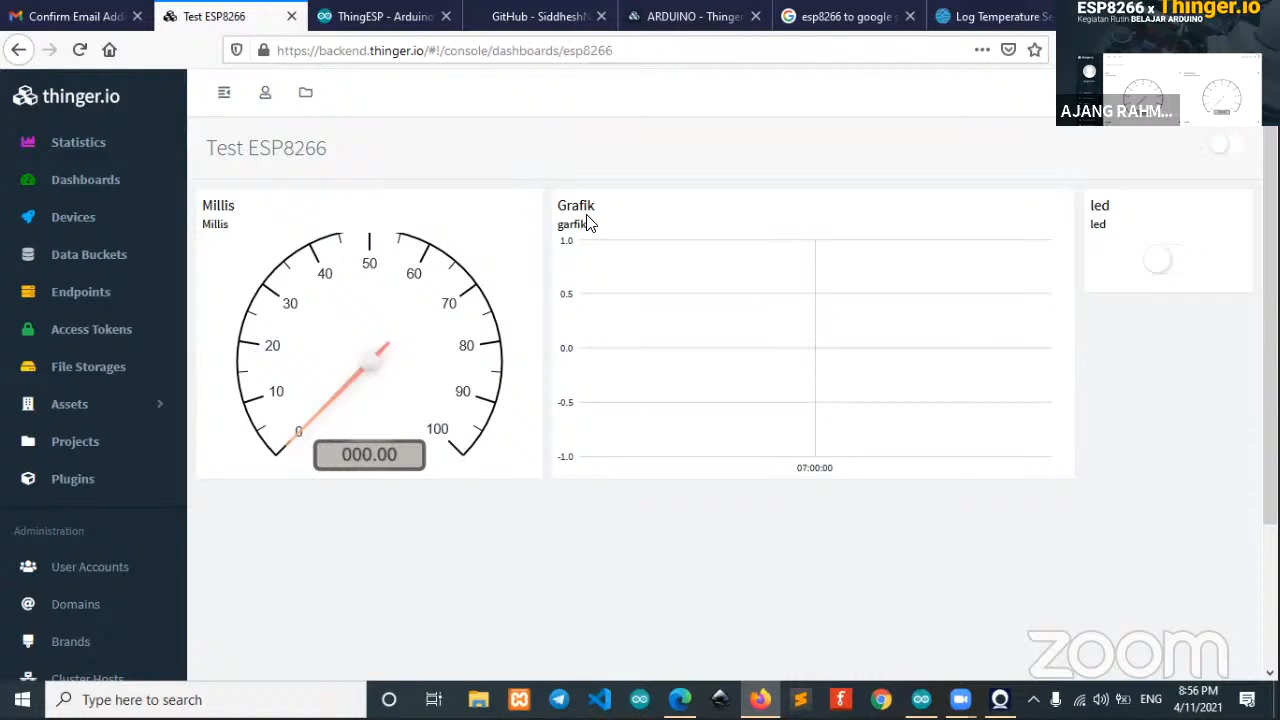 Confirm Email Addr
Test ESP8266
ThingESP - Arduino
GitHub - Siddhesh
ARDUINO - Thinger
esp8266 to google
Log Temperature Se
ESP8266 x Thinger.io
Kegiatan Rutin BELAJAR ARDUINO
https://backend.thinger.io/#!/console/dashboards/esp8266
AJANG RAHM...
thinger.io
Statistics
Dashboards
Devices
Data Buckets
Endpoints
Access Tokens
File Storages
Assets
Projects
Plugins
Administration
User Accounts
Domains
Brands
Cluster Hosts
Test ESP8266
Millis
Millis
0
10
20
30
40
50
60
70
80
90
100
000.00
Grafik
garfik
1.0
0.5
0.0
-0.5
-1.0
07:00:00
led
led
zoom
Type here to search
ENG
8:56 PM
4/11/2021